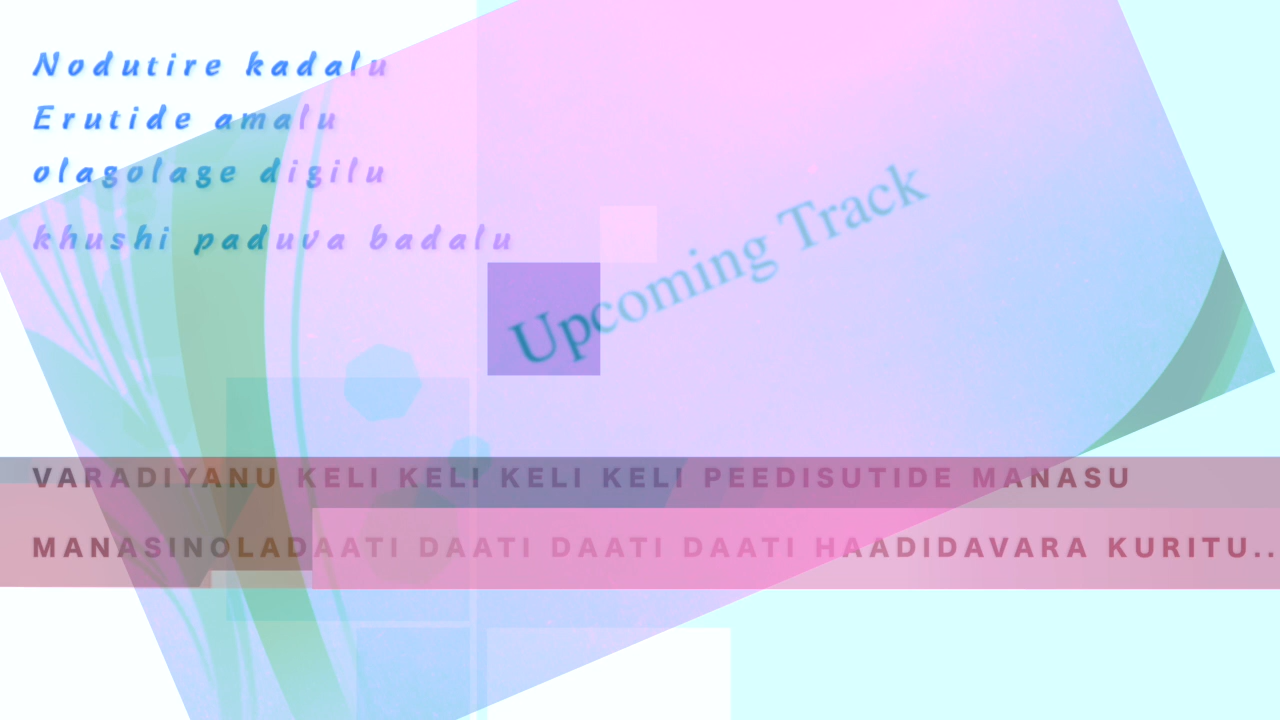 Nodutire kadalu
Erutide amalu
olagolage digilu
khushi paduva badalu
Upcoming Track
VARADIYANU KELI KELI KELI KELI PEEDISUTIDE MANASU
MANASINOLADAATI DAATI DAATI DAATI HAADIDAVARA KURITU..